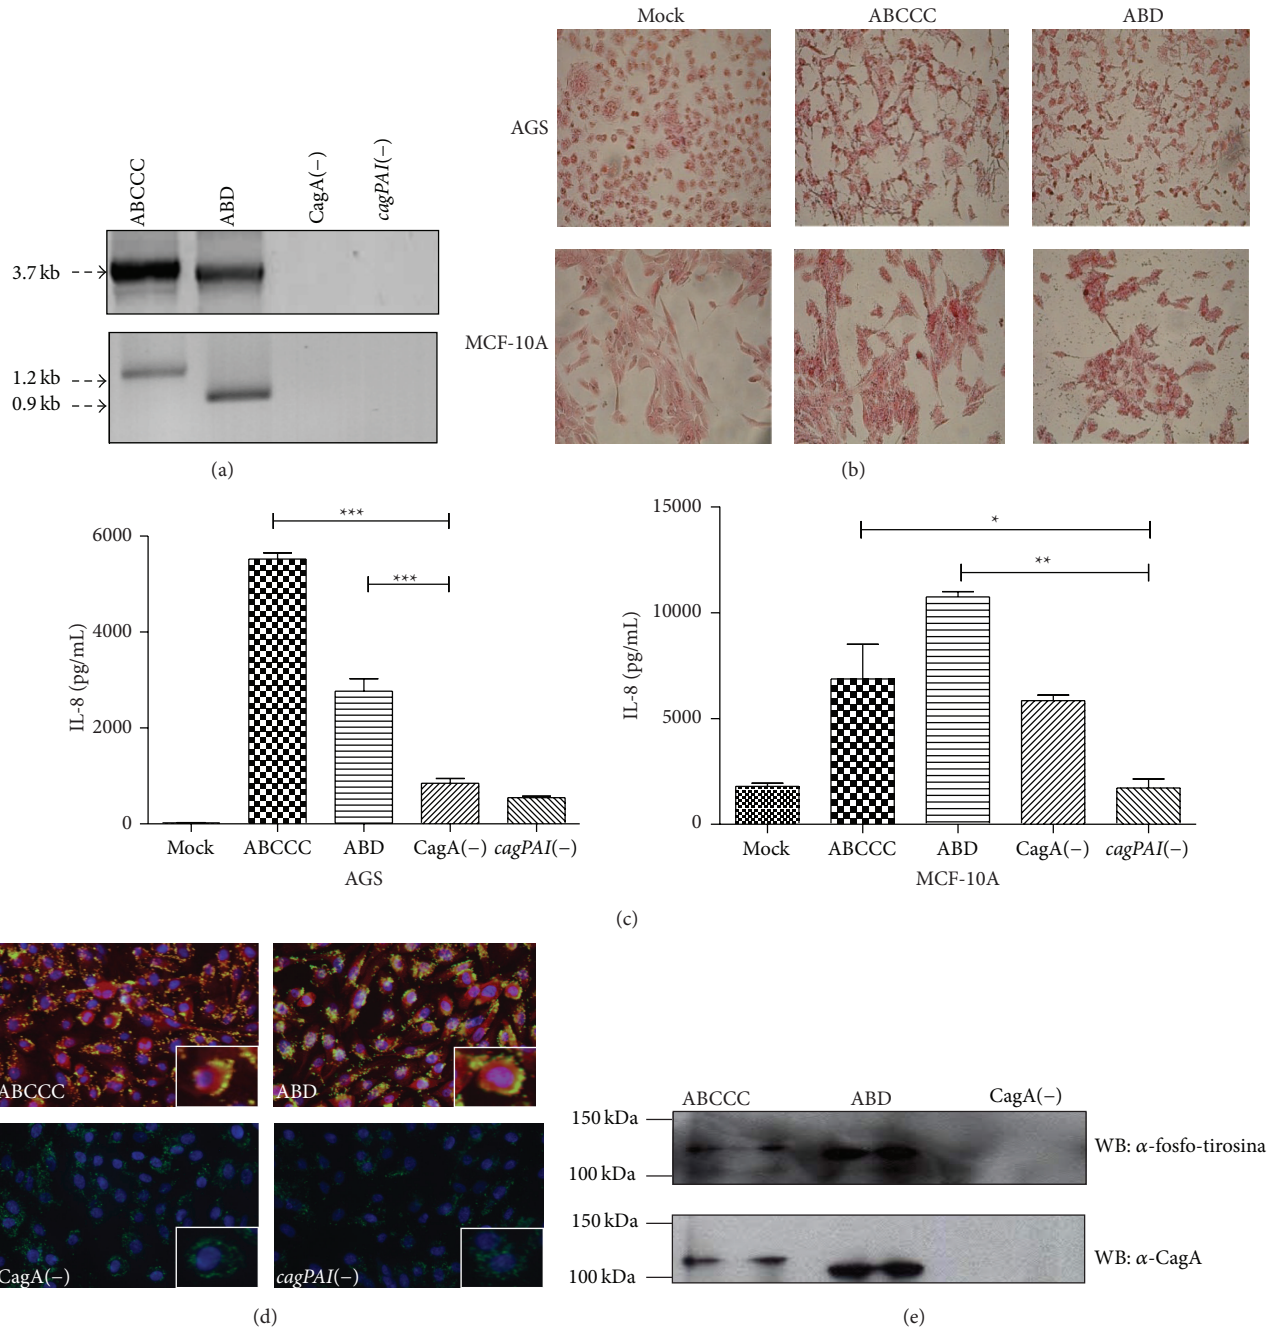 Mock ABCCC ABD
AGS
MCF-10A
(b)
ABCCC
ABD
CagA(−)
cagPAI(−)
3.7 kb
1.2 kb
0.9 kb
(a)
6000
4000
2000
0
IL-8 (pg/mL)
***
***
Mock ABCCC ABD CagA(−) cagPAI(−)
AGS
15000
10000
5000
0
IL-8 (pg/mL)
*
**
Mock ABCCC ABD CagA(−) cagPAI(−)
MCF-10A
(c)
ABCCC
ABD
CagA(−)
cagPAI(−)
(d)
ABCCC ABD CagA(−)
150 kDa
100 kDa
WB: α-fosfo-tirosina
150 kDa
100 kDa
WB: α-CagA
(e)